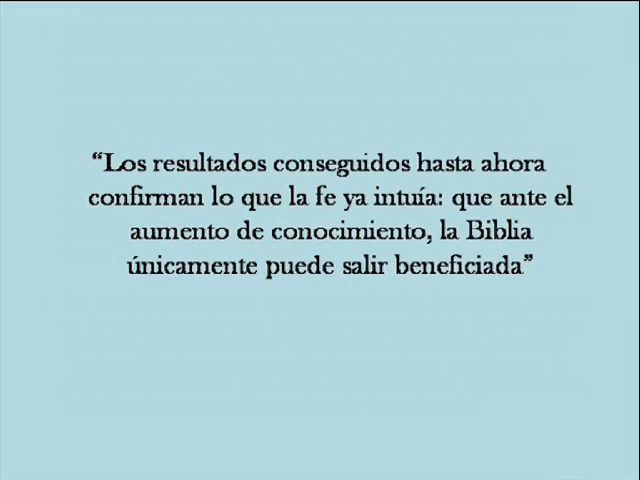 “Los resultados conseguidos hasta ahora
confirman lo que la fe ya intuía: que ante el
aumento de conocimiento, la Biblia
únicamente puede salir beneficiada”